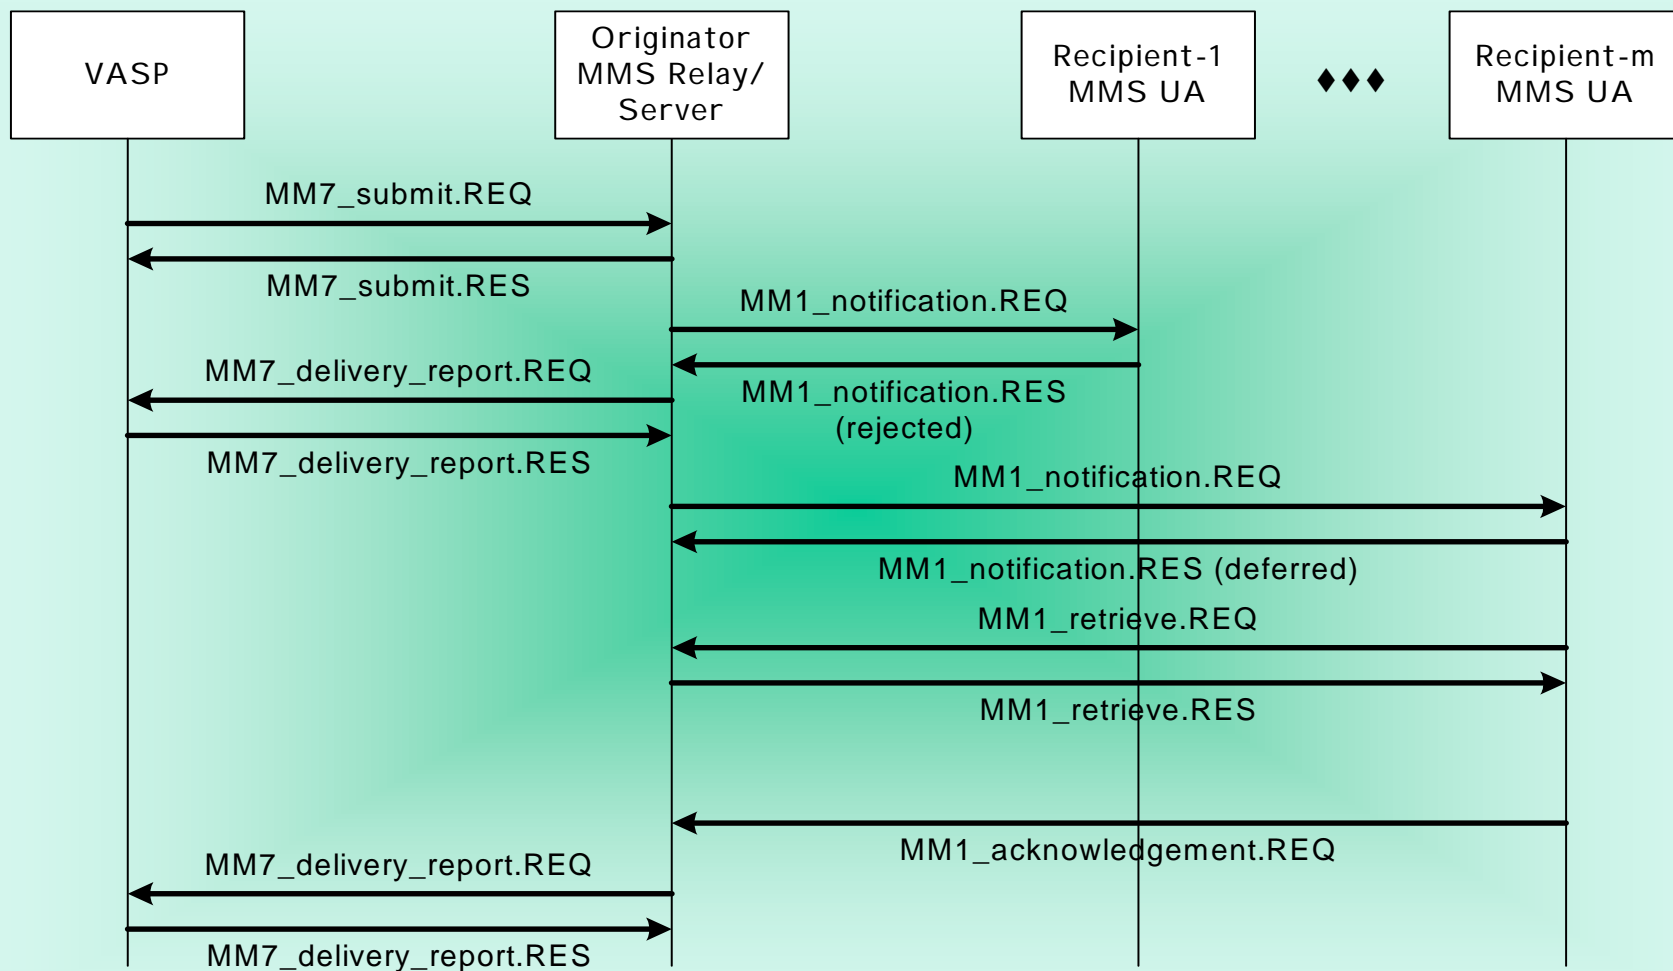 VASP
Originator
MMS Relay/
Server
Recipient-1
MMS UA
Recipient-m
MMS UA
MM7_submit.REQ
MM7_submit.RES
MM1_notification.REQ
MM7_delivery_report.REQ
MM1_notification.RES
(rejected)
MM7_delivery_report.RES
MM1_notification.REQ
MM1_notification.RES (deferred)
MM1_retrieve.REQ
MM1_retrieve.RES
MM1_acknowledgement.REQ
MM7_delivery_report.REQ
MM7_delivery_report.RES